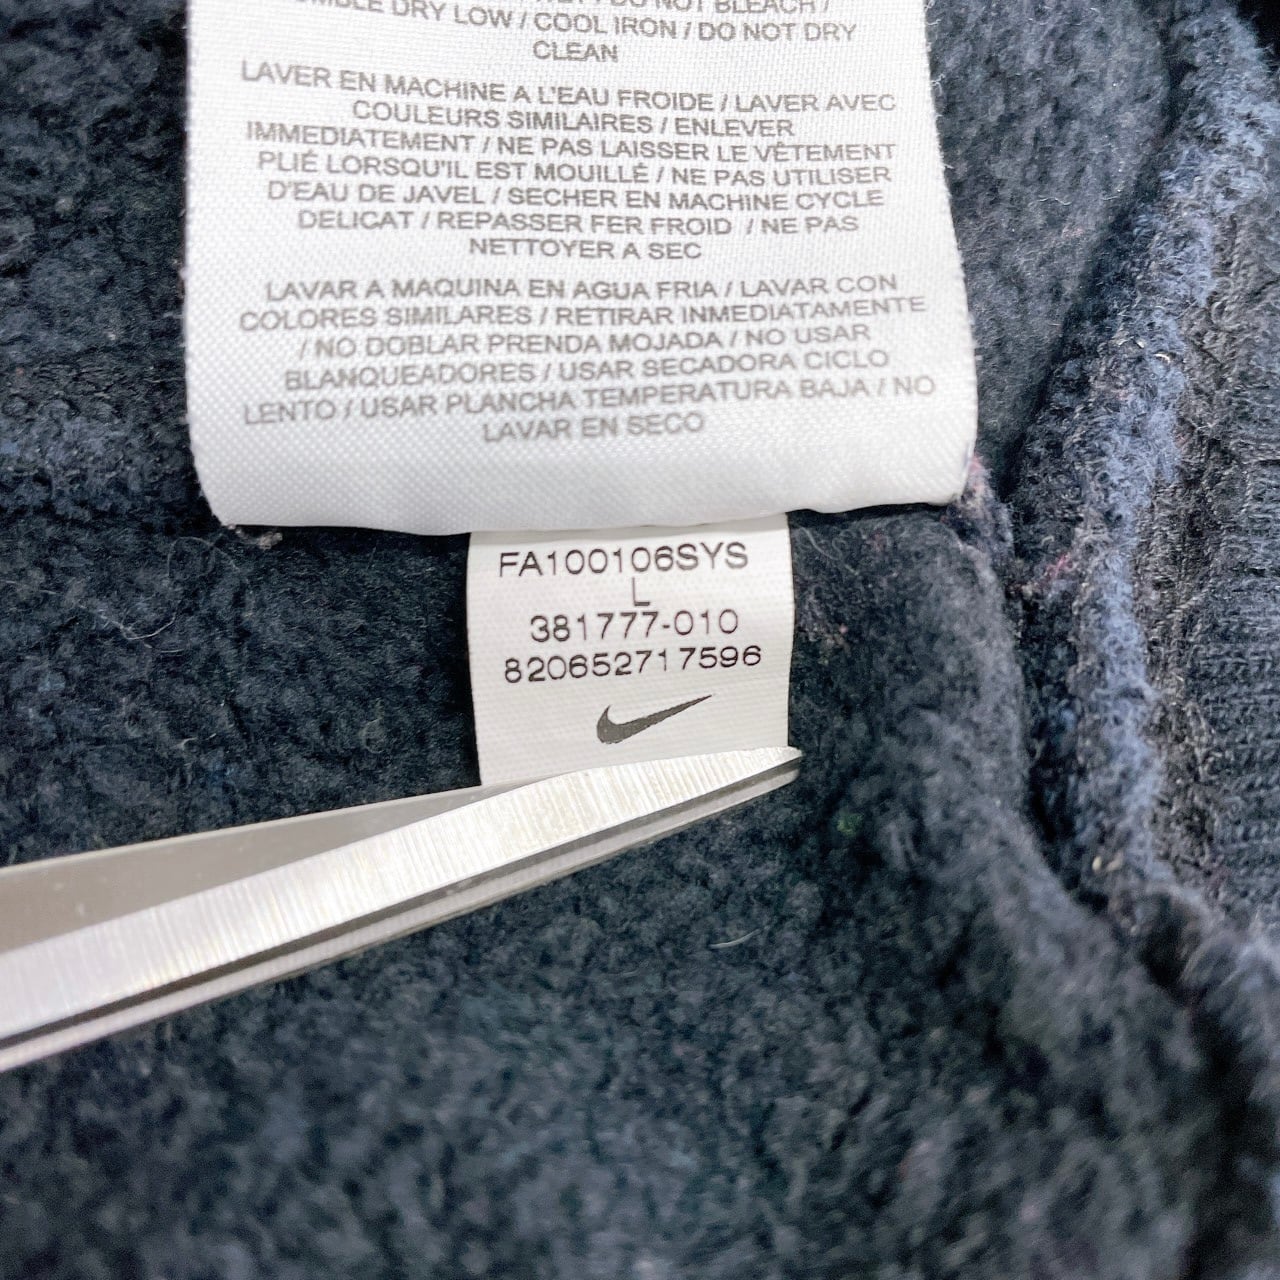 DO NOT BLEACH /
DRY LOW / COOL IRON / DO NOT DRY
CLEAN
LAVER EN MACHINE A L'EAU FROIDE / LAVER AVEC
COULEURS SIMILAIRES / ENLEVER
IMMEDIATEMENT / NE PAS LAISSER LE VÊTEMENT
PLIÉ LORSQU'IL EST MOUILLÉ / NE PAS UTILISER
D'EAU DE JAVEL / SECHER EN MACHINE CYCLE
DELICAT / REPASSER FER FROID / NE PAS
NETTOYER A SEC
LAVAR A MAQUINA EN AGUA FRIA / LAVAR CON
COLORES SIMILARES / RETIRAR INMEDIATAMENTE
/ NO DOBLAR PRENDA MOJADA / NO USAR
BLANQUEADORES / USAR SECADORA CICLO
LENTO / USAR PLANCHA TEMPERATURA BAJA / NO
LAVAR EN SECO
FA100106SYS
L
381777-010
820652717596